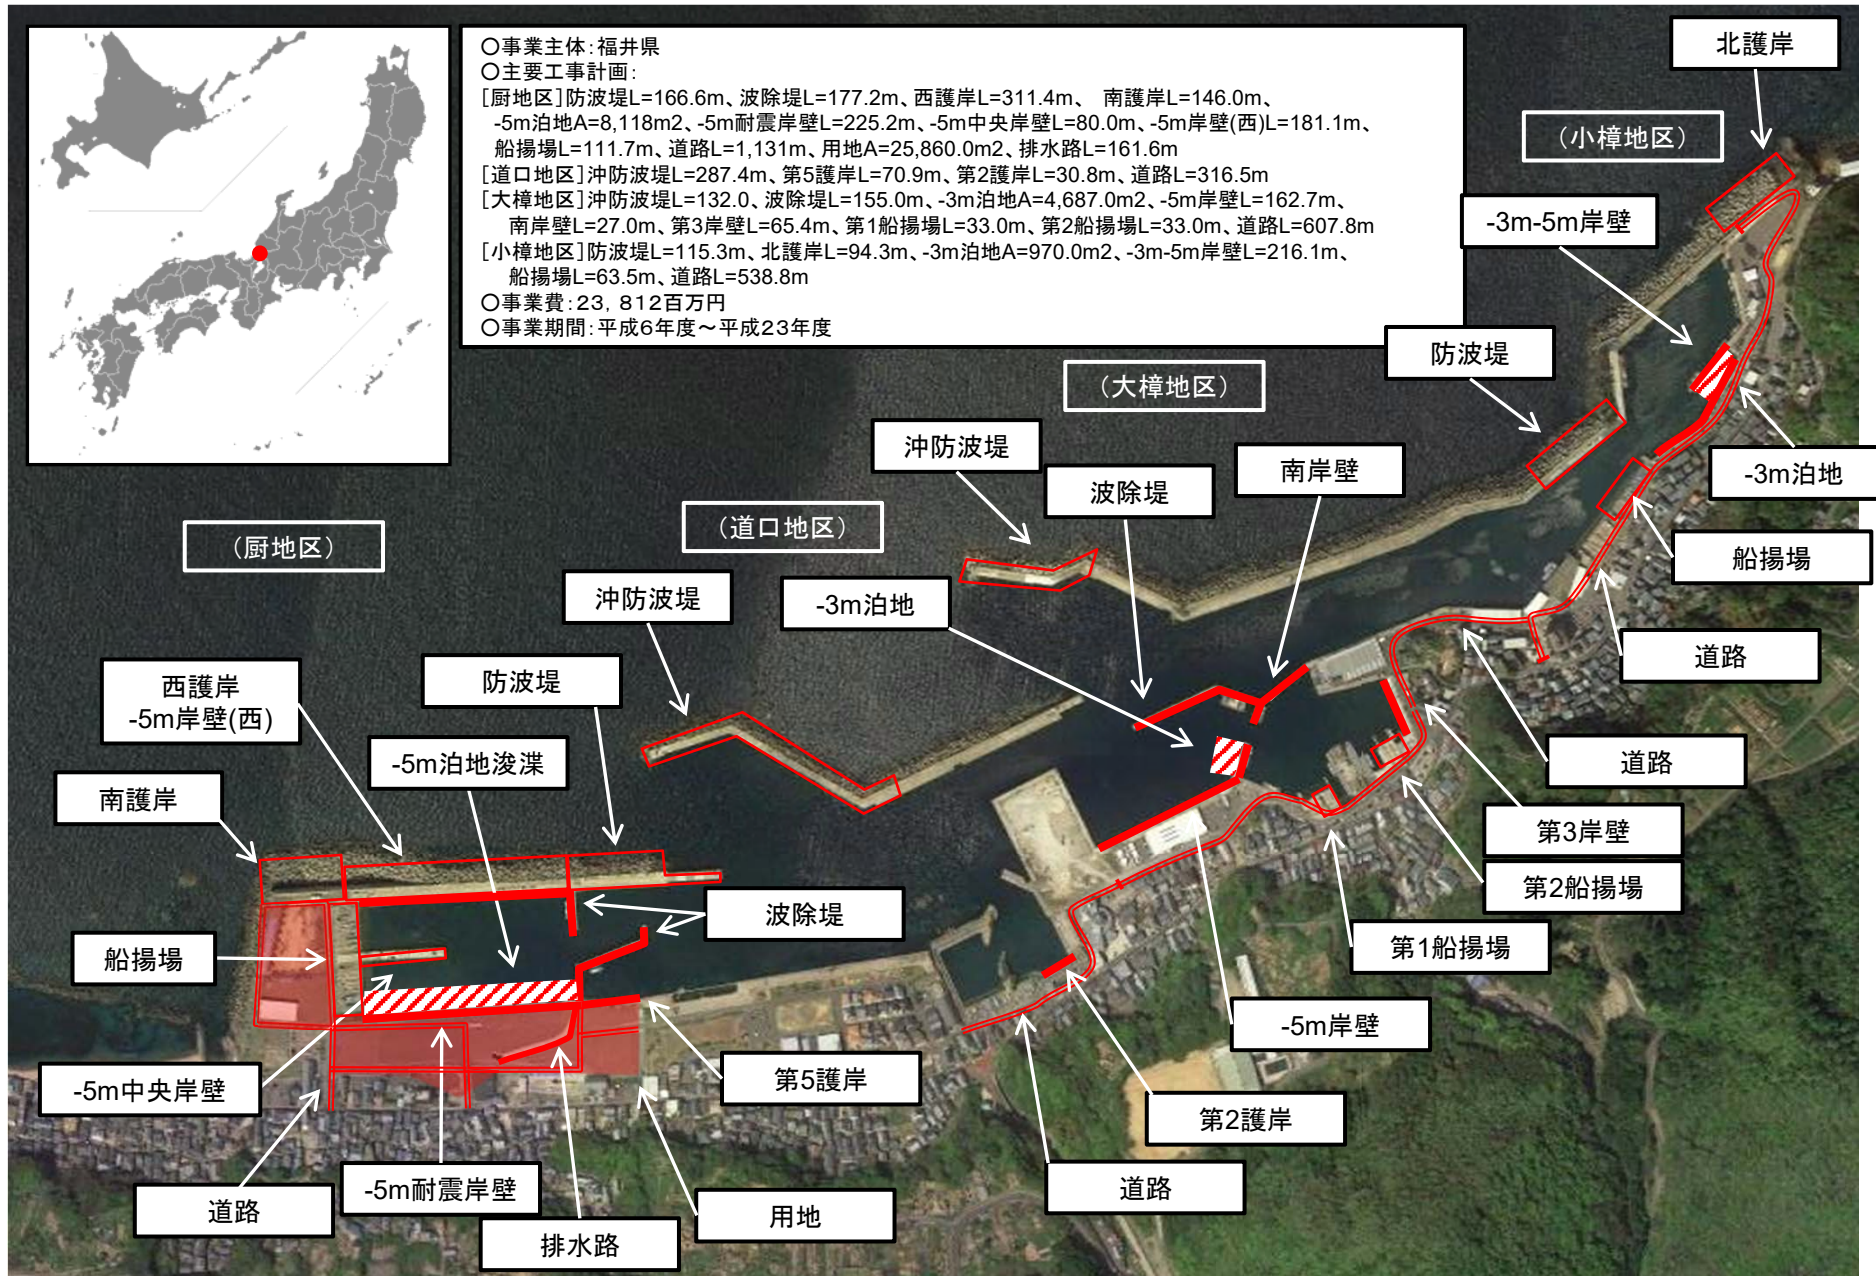 〇事業主体：福井県
〇主要工事計画：
［厨地区］防波堤L=166.6m、波除堤L=177.2m、西護岸L=311.4m、　南護岸L=146.0m、
-5m泊地A=8,118m2、-5m耐震岸壁L=225.2m、-5m中央岸壁L=80.0m、-5m岸壁(西)L=181.1m、
船揚場L=111.7m、道路L=1,131m、用地A=25,860.0m2、排水路L=161.6m
［道口地区］沖防波堤L=287.4m、第5護岸L=70.9m、第2護岸L=30.8m、道路L=316.5m
［大樟地区］沖防波堤L=132.0、波除堤L=155.0m、-3m泊地A=4,687.0m2、-5m岸壁L=162.7m、
南岸壁L=27.0m、第3岸壁L=65.4m、第1船揚場L=33.0m、第2船揚場L=33.0m、道路L=607.8m
［小樟地区］防波堤L=115.3m、北護岸L=94.3m、-3m泊地A=970.0m2、-3m-5m岸壁L=216.1m、
船揚場L=63.5m、道路L=538.8m
〇事業費：２３，８１２百万円
〇事業期間：平成６年度～平成２３年度
北護岸
（小樟地区）
-3m-5m岸壁
防波堤
（大樟地区）
沖防波堤
南岸壁
-3m泊地
波除堤
（道口地区）
（厨地区）
船揚場
沖防波堤
-3m泊地
道路
西護岸
-5m岸壁(西)
防波堤
-5m泊地浚渫
道路
南護岸
第3岸壁
第2船揚場
波除堤
船揚場
第1船揚場
-5m岸壁
第5護岸
-5m中央岸壁
第2護岸
-5m耐震岸壁
道路
道路
用地
排水路